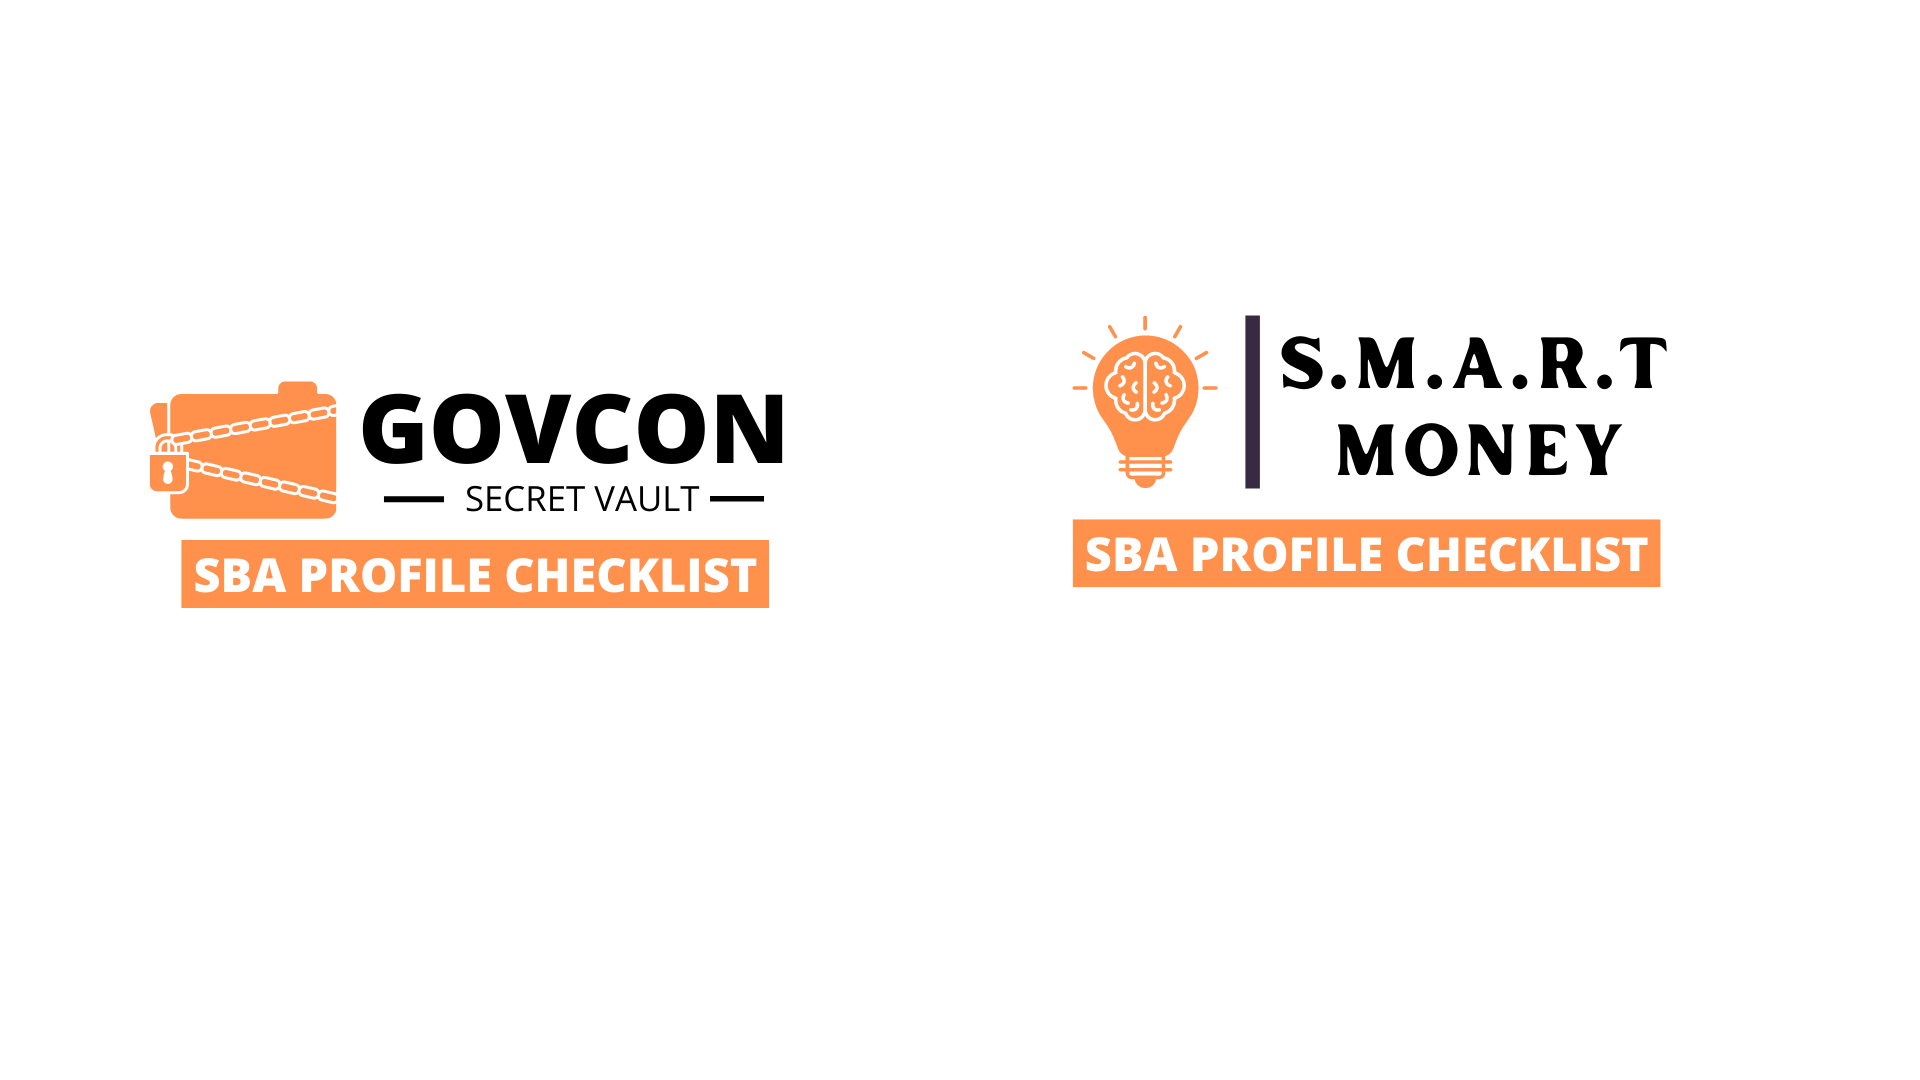 GOVCON
SECRET VAULT
SBA PROFILE CHECKLIST
S.M.A.R.T
MONEY
SBA PROFILE CHECKLIST